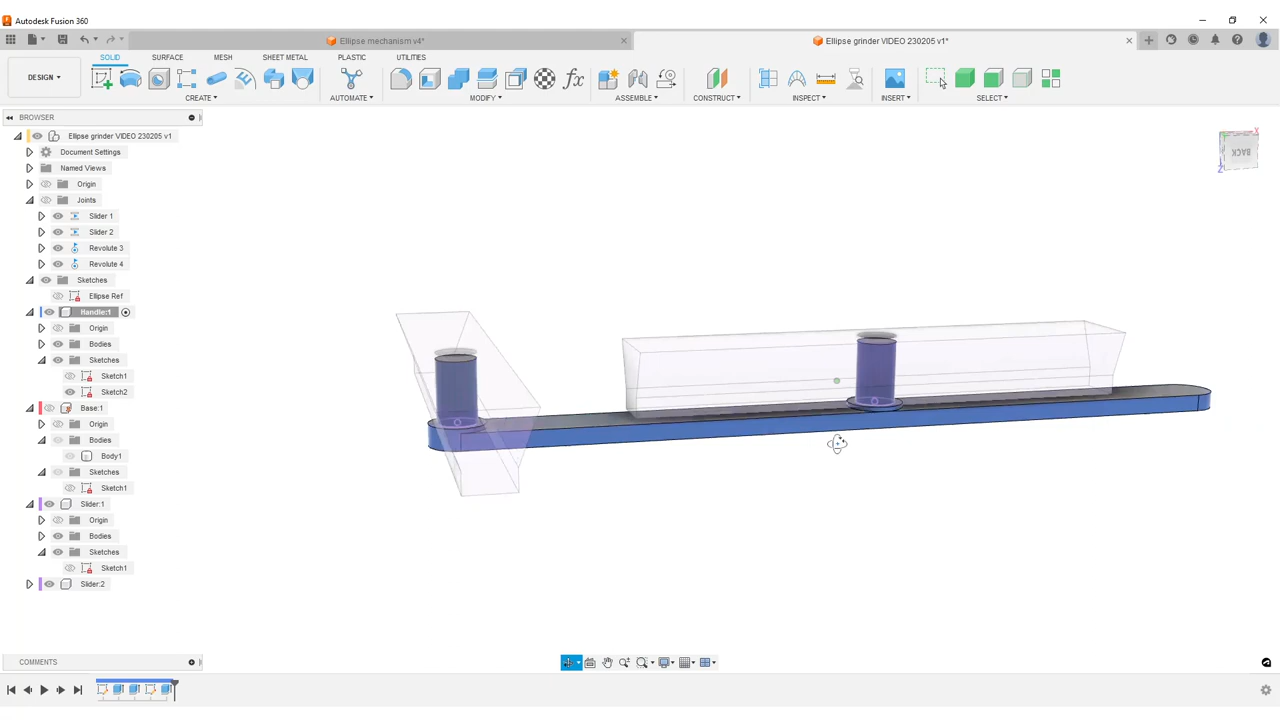 Autodesk Fusion 360
Ellipse mechanism v4*
Ellipse grinder VIDEO 230205 v1*
SOLID SURFACE MESH SHEET METAL PLASTIC UTILITIES
DESIGN
CREATE AUTOMATE MODIFY ASSEMBLE CONSTRUCT INSPECT INSERT SELECT
BROWSER
Ellipse grinder VIDEO 230205 v1
Document Settings
Named Views
Origin
Joints
Slider 1
Slider 2
Revolute 3
Revolute 4
Sketches
Ellipse Ref
Handle:1
Origin
Bodies
Sketches
Sketch1
Sketch2
Base:1
Origin
Bodies
Body1
Sketches
Sketch1
Slider:1
Origin
Bodies
Sketches
Sketch1
Slider:2
BACK
X
Z
COMMENTS